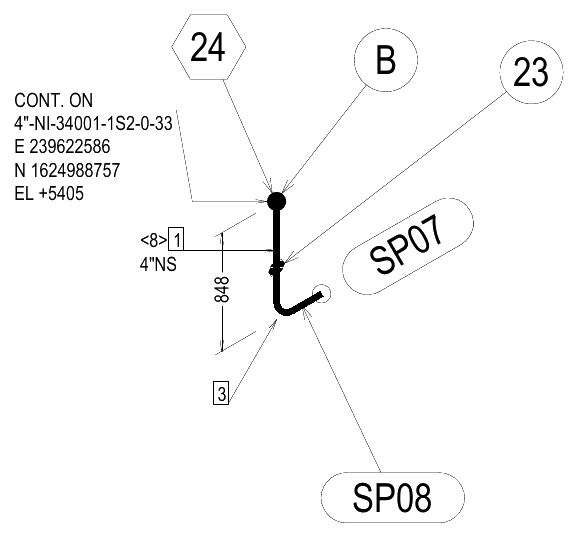 24
B
23
CONT. ON
4"-NI-34001-1S2-0-33
E 239622586
N 1624988757
EL +5405
<8> 1
4"NS
848
SP07
3
SP08